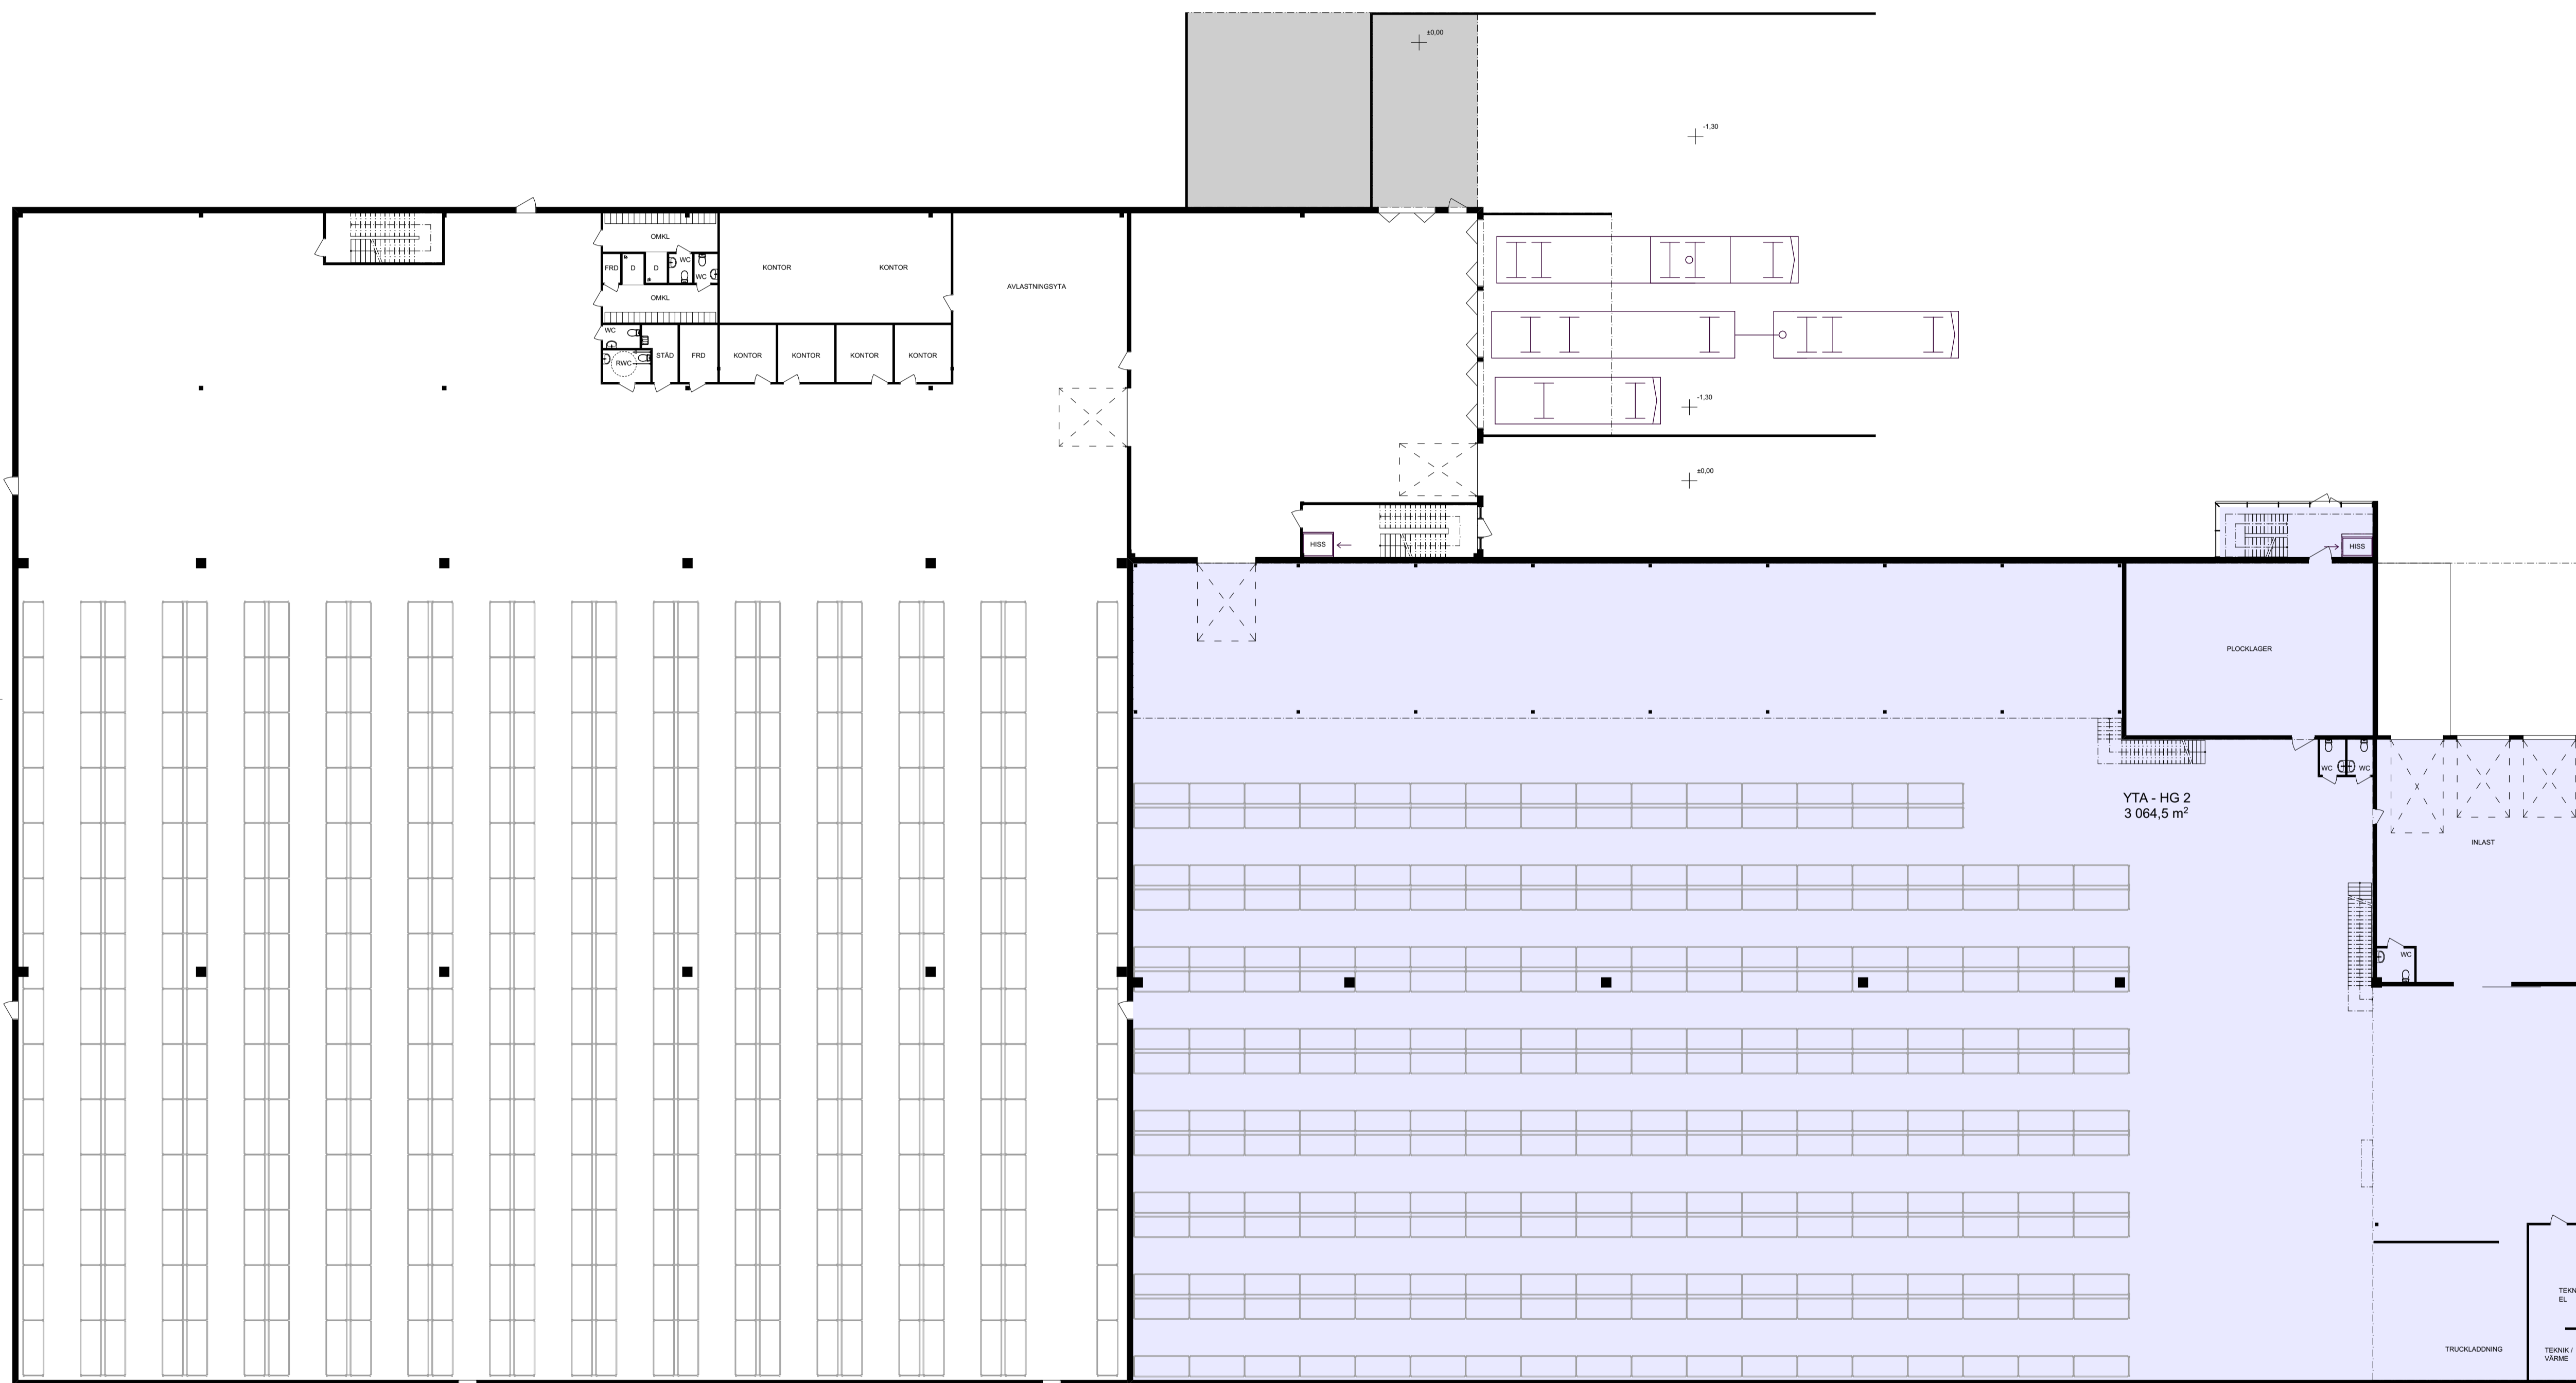 ±0,00
-1,30
OMKL
FRD
D
D
WC
WC
OMKL
KONTOR
KONTOR
AVLASTNINGSYTA
WC
RWC
STÄD
FRD
KONTOR
KONTOR
KONTOR
KONTOR
-1,30
±0,00
HISS
HISS
PLOCKLAGER
WC
WC
YTA - HG 2
3 064,5 m²
INLAST
WC
EL
TRUCKLADDNING
TEKNIK /
VÄRME